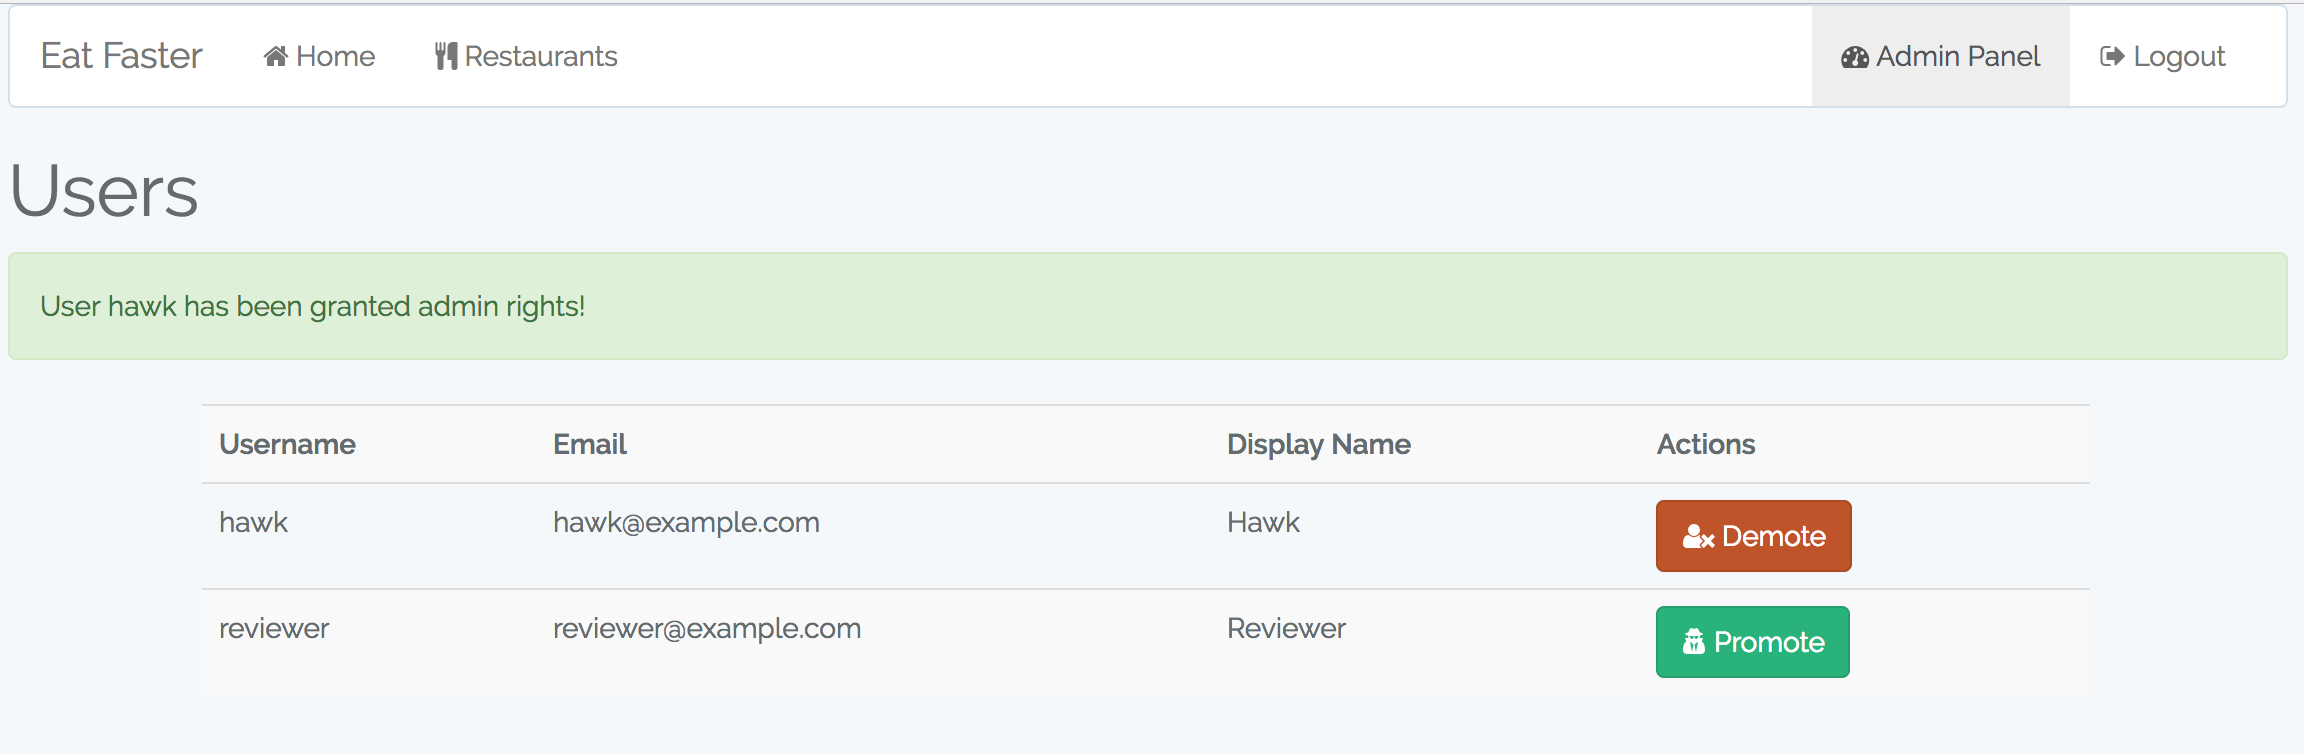 Eat Faster Home Restaurants Admin Panel Logout
Users
User hawk has been granted admin rights!
Username Email Display Name Actions
hawk hawk@example.com Hawk Demote
reviewer reviewer@example.com Reviewer Promote